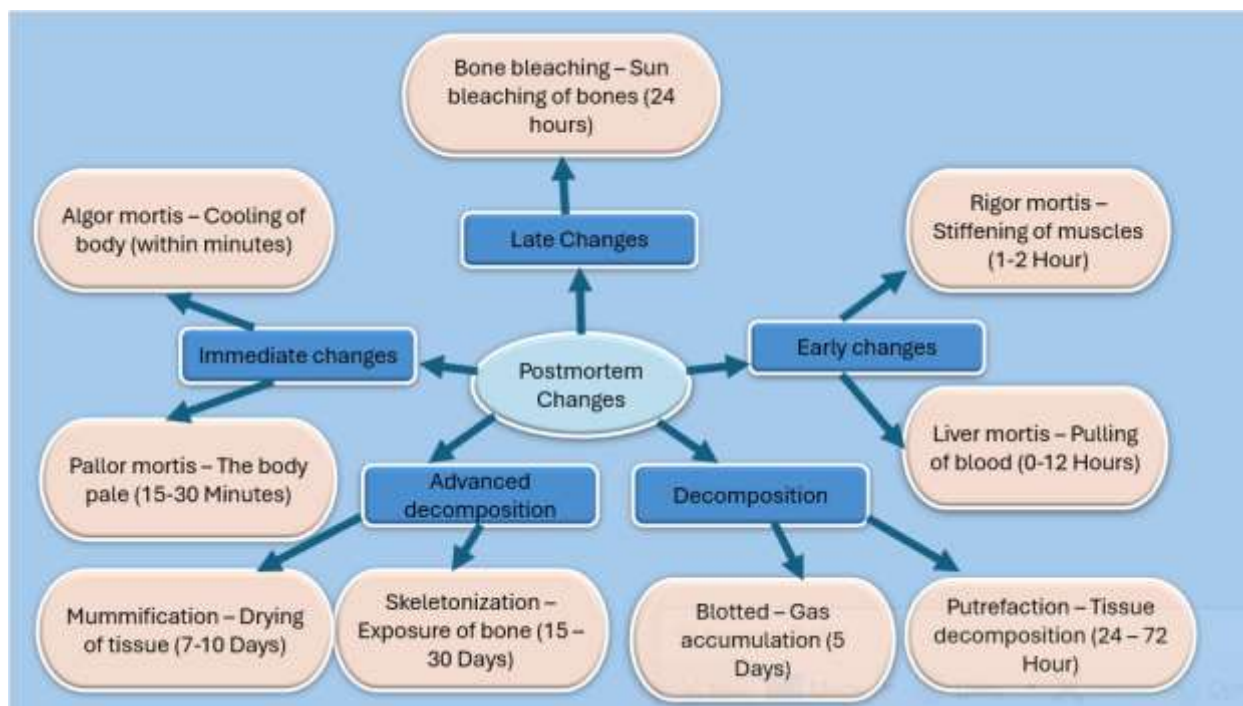 Bone bleaching – Sun
bleaching of bones (24
hours)
Algor mortis – Cooling of
body (within minutes)
Late Changes
Rigor mortis –
Stiffening of muscles
(1-2 Hour)
Immediate changes
Early changes
Postmortem
Changes
Pallor mortis – The body
pale (15-30 Minutes)
Liver mortis – Pulling
of blood (0-12 Hours)
Advanced
decomposition
Decomposition
Mummification – Drying
of tissue (7-10 Days)
Skeletonization –
Exposure of bone (15 –
30 Days)
Blotted – Gas
accumulation (5
Days)
Putrefaction – Tissue
decomposition (24 – 72
Hour)